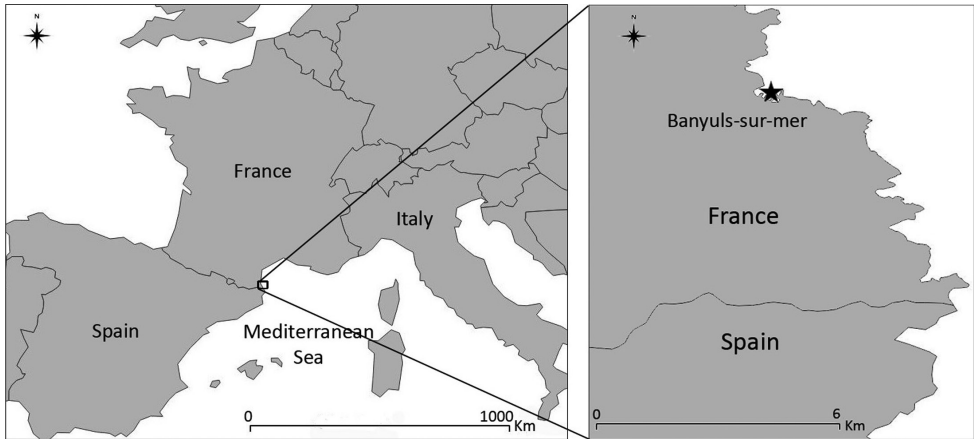 N
France
Italy
Spain
Mediterranean
Sea
0 1000 Km
N
Banyuls-sur-mer
France
Spain
0 6 Km